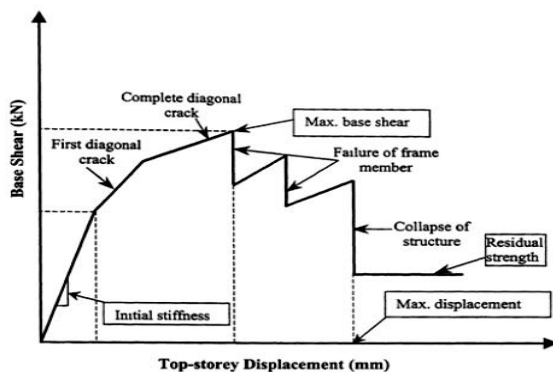 Complete diagonal
crack
Max. base shear
First diagonal
crack
Failure of frame
member
Base Shear (kN)
Collapse of
structure
Residual
strength
Initial stiffness
Max. displacement
Top-storey Displacement (mm)